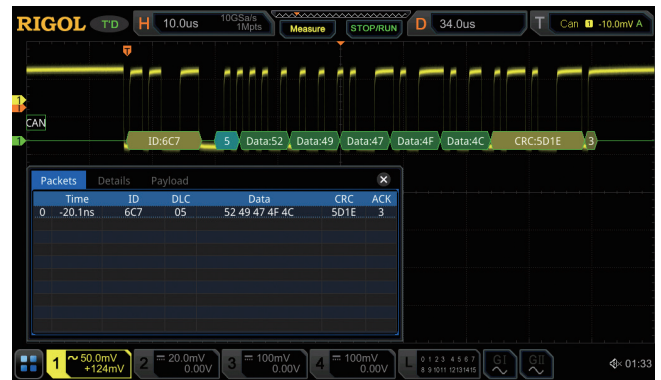 RIGOL T'D H 10.0us 10GSa/s 1Mpts Measure STOP/RUN D 34.0us T Can 1 -10.0mV A
T
1
T
CAN
1 ID:6C7 5 Data:52 Data:49 Data:47 Data:4F Data:4C CRC:5D1E 3
Packets Details Payload
Time ID DLC Data CRC ACK
0 -20.1ns 6C7 05 52 49 47 4F 4C 5D1E 3
1 50.0mV +124mV 2 20.0mV 0.00V 3 100mV 0.00V 4 100mV 0.00V L 0 1 2 3 4 5 6 7 8 9 10 11 12 13 14 15 GI GII 01:33